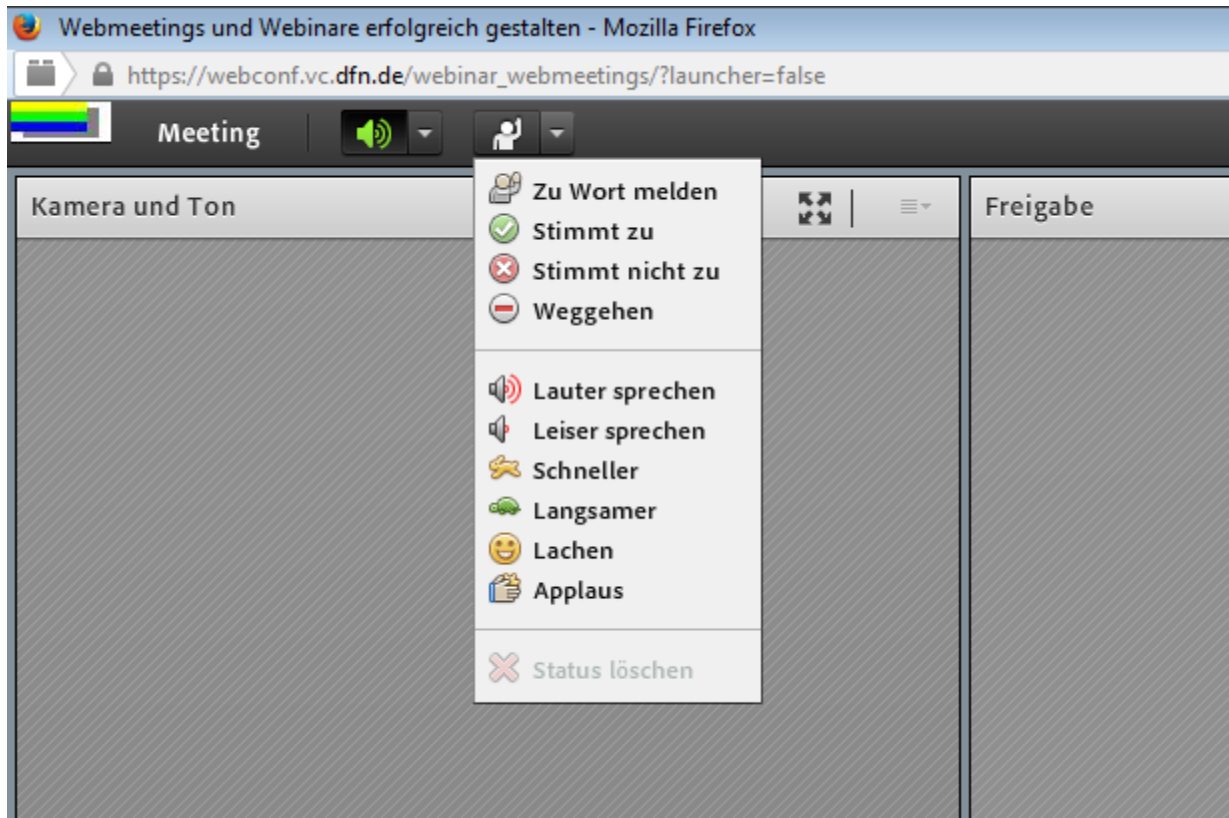 Webmeetings und Webinare erfolgreich gestalten - Mozilla Firefox
https://webconf.vc.dfn.de/webinar_webmeetings/?launcher=false
Meeting
Kamera und Ton
Freigabe
Zu Wort melden
Stimmt zu
Stimmt nicht zu
Weggehen
Lauter sprechen
Leiser sprechen
Schneller
Langsamer
Lachen
Applaus
Status löschen